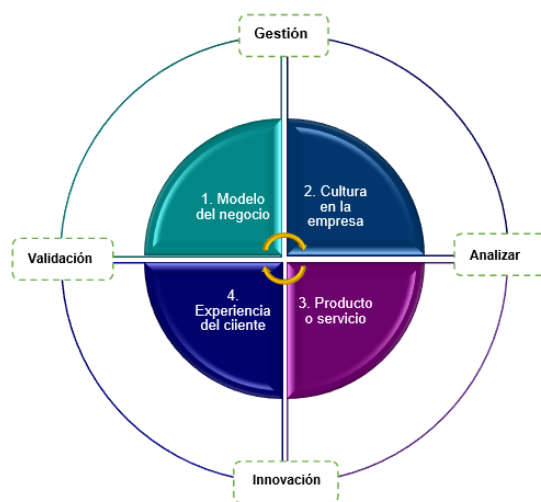 Gestión
1. Modelo
del negocio
2. Cultura
en la
empresa
Validación
Analizar
4.
Experiencia
del ciiente
3. Producto
o servicio
Innovación